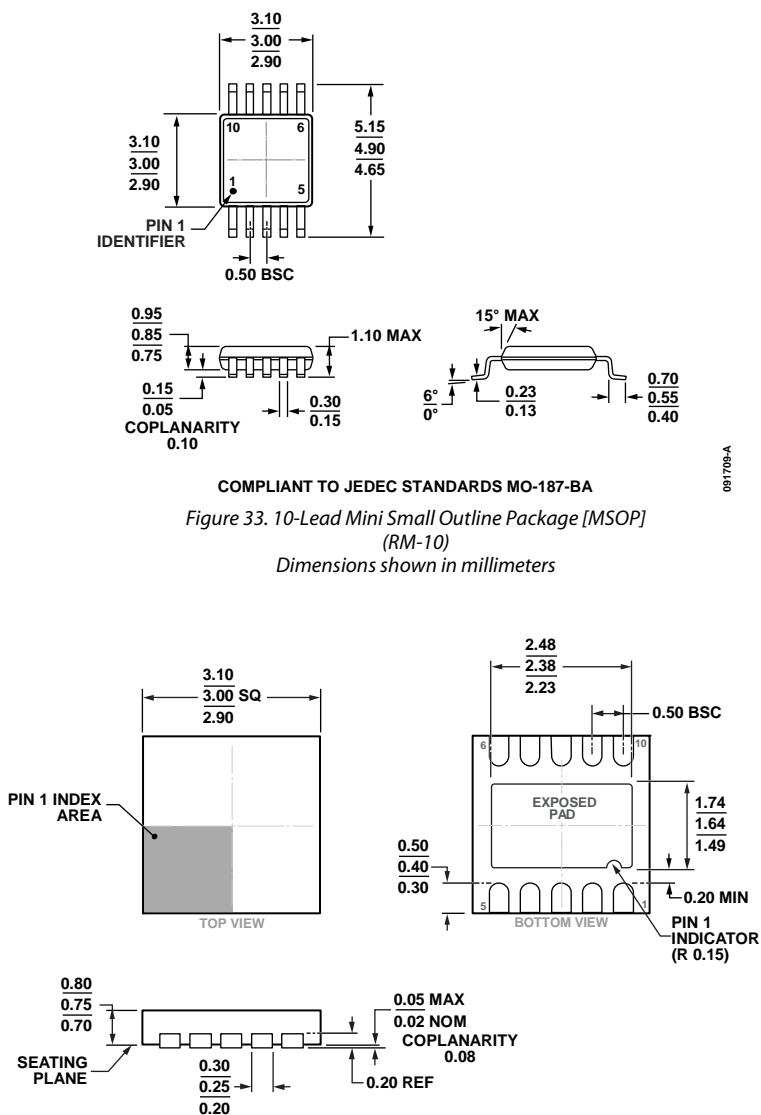 3.10
3.00
2.90
10
6
1
5
3.10
3.00
2.90
5.15
4.90
4.65
PIN 1
IDENTIFIER
0.50 BSC
0.95
0.85
0.75
1.10 MAX
0.15
0.05
COPLANARITY
0.10
0.30
0.15
15° MAX
6°
0°
0.23
0.13
0.70
0.55
0.40
091709-A
COMPLIANT TO JEDEC STANDARDS MO-187-BA
Figure 33. 10-Lead Mini Small Outline Package [MSOP]
(RM-10)
Dimensions shown in millimeters
3.10
3.00 SQ
2.90
PIN 1 INDEX
AREA
TOP VIEW
2.48
2.38
2.23
0.50 BSC
6
10
EXPOSED
PAD
1.74
1.64
1.49
0.50
0.40
0.30
0.20 MIN
5
1
BOTTOM VIEW
PIN 1
INDICATOR
(R 0.15)
0.80
0.75
0.70
SEATING
PLANE
0.30
0.25
0.20
0.05 MAX
0.02 NOM
COPLANARITY
0.08
0.20 REF